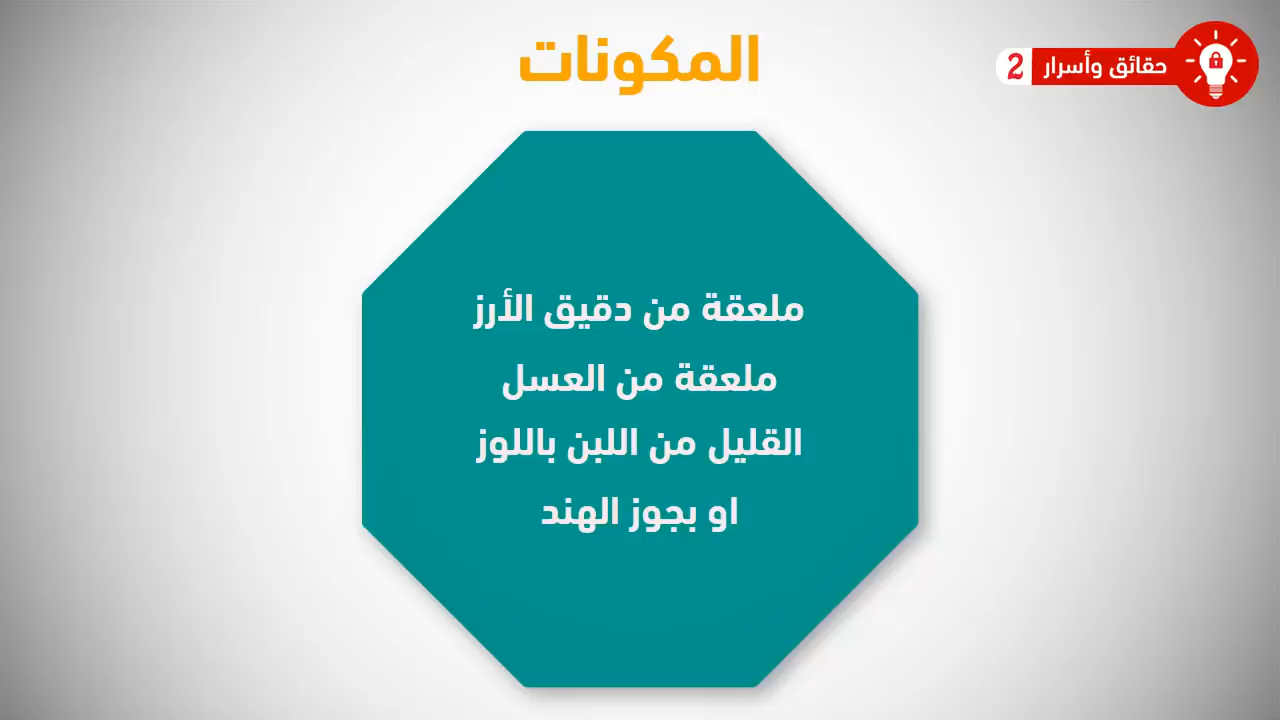 المكونات
حقائق وأسرار 2
ملعقة من دقيق الأرز
ملعقة من العسل
القليل من اللبن باللوز
او بجوز الهند